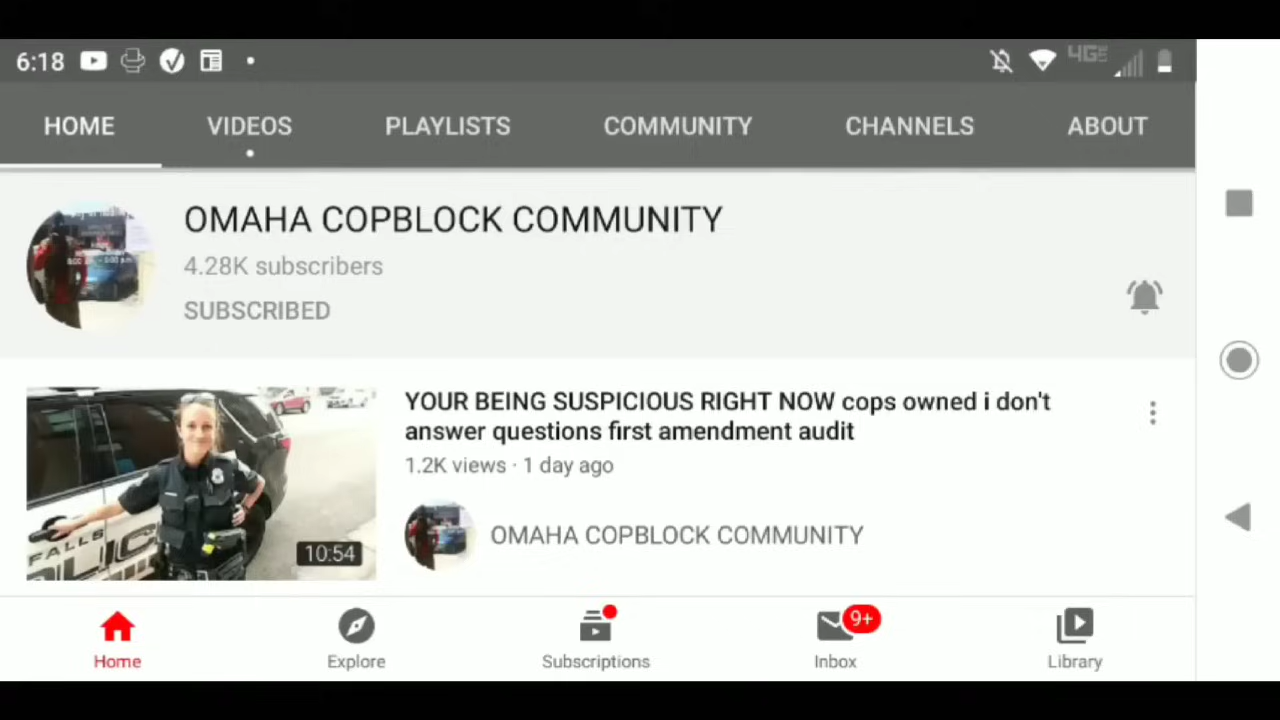 6:18 4GE
HOME VIDEOS PLAYLISTS COMMUNITY CHANNELS ABOUT
OMAHA COPBLOCK COMMUNITY
4.28K subscribers
SUBSCRIBED
YOUR BEING SUSPICIOUS RIGHT NOW cops owned i don't
answer questions first amendment audit
1.2K views · 1 day ago
FALLS
10:54
OMAHA COPBLOCK COMMUNITY
9+
Home Explore Subscriptions Inbox Library